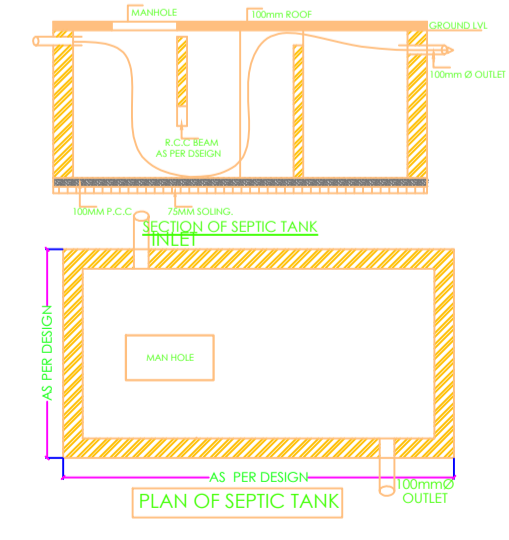 MANHOLE
100mm ROOF
GROUND LVL
100mm Ø OUTLET
R.C.C BEAM
AS PER DSEIGN
100MM P.C.C
75MM SOLING.
SECTION OF SEPTIC TANK
INLET
AS PER DESIGN
MAN HOLE
AS PER DESIGN
100mmØ
OUTLET
PLAN OF SEPTIC TANK